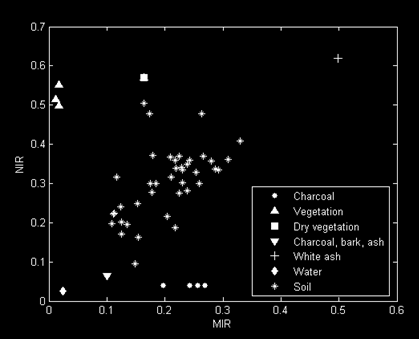 0.7
0.6
0.5
0.4
0.3
0.2
0.1
0
NIR
Charcoal
Vegetation
Dry vegetation
Charcoal, bark, ash
White ash
Water
Soil
0 0.1 0.2 0.3 0.4 0.5 0.6
MIR